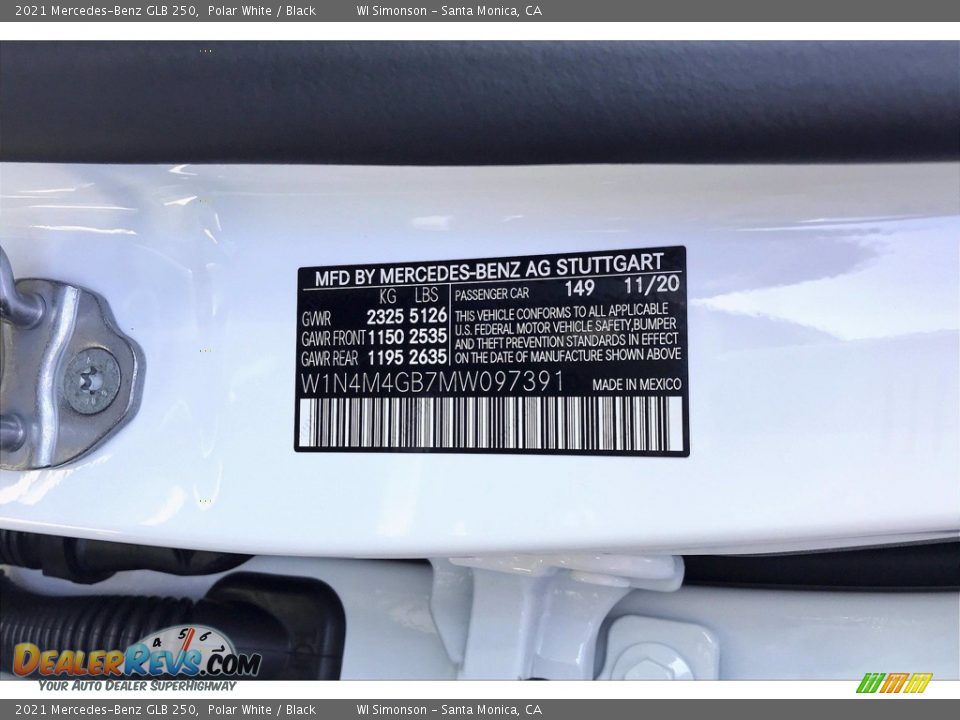 2021 Mercedes-Benz GLB 250, Polar White / Black WI Simonson - Santa Monica, CA
MFD BY MERCEDES-BENZ AG STUTTGART
KG LBS
GVWR 2325 5126
GAWR FRONT 1150 2535
GAWR REAR 1195 2635
PASSENGER CAR 149 11/20
THIS VEHICLE CONFORMS TO ALL APPLICABLE
U.S. FEDERAL MOTOR VEHICLE SAFETY,BUMPER
AND THEFT PREVENTION STANDARDS IN EFFECT
ON THE DATE OF MANUFACTURE SHOWN ABOVE
W1N4M4GB7MW097391 MADE IN MEXICO
4 5 6
DEALERREVS.COM
YOUR AUTO DEALER SUPERHIGHWAY
2021 Mercedes-Benz GLB 250, Polar White / Black WI Simonson - Santa Monica, CA